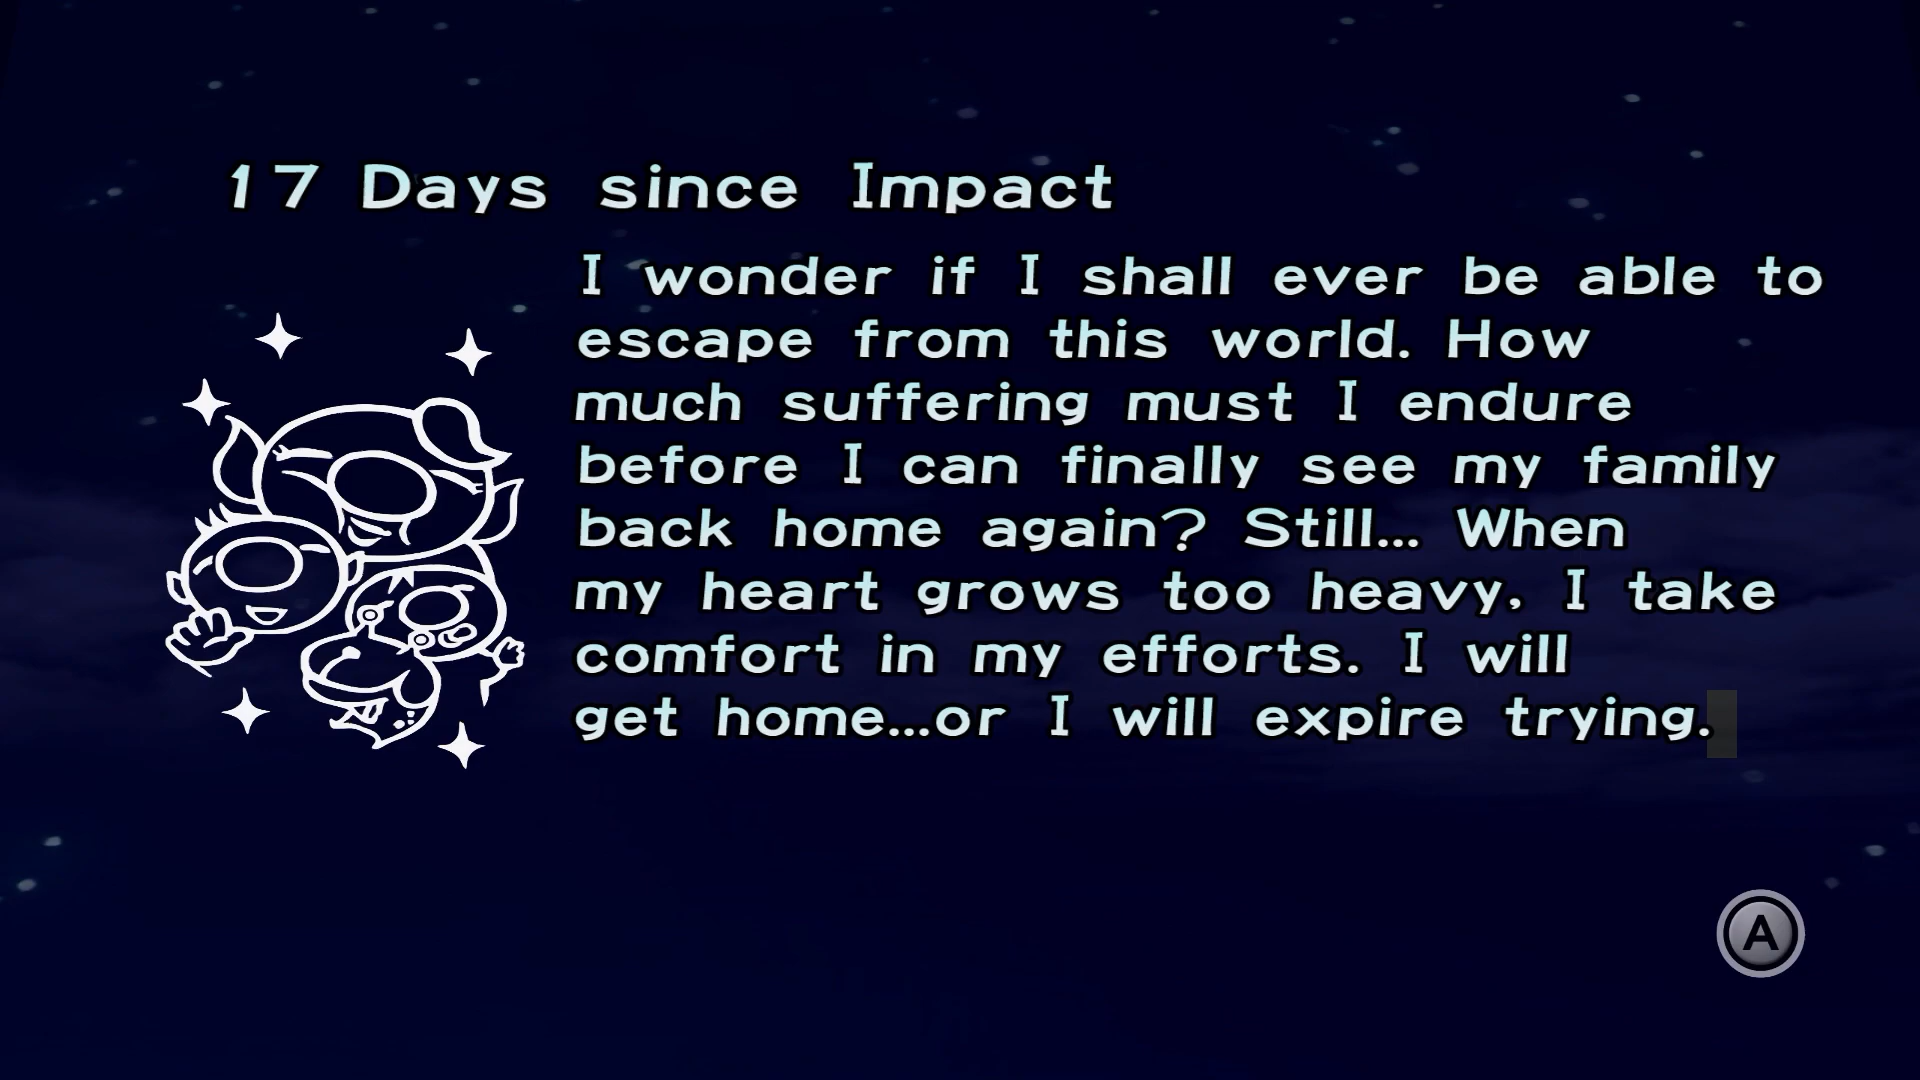 17 Days since Impact
I wonder if I shall ever be able to
escape from this world. How
much suffering must I endure
before I can finally see my family
back home again? Still... When
my heart grows too heavy, I take
comfort in my efforts. I will
get home...or I will expire trying.
A